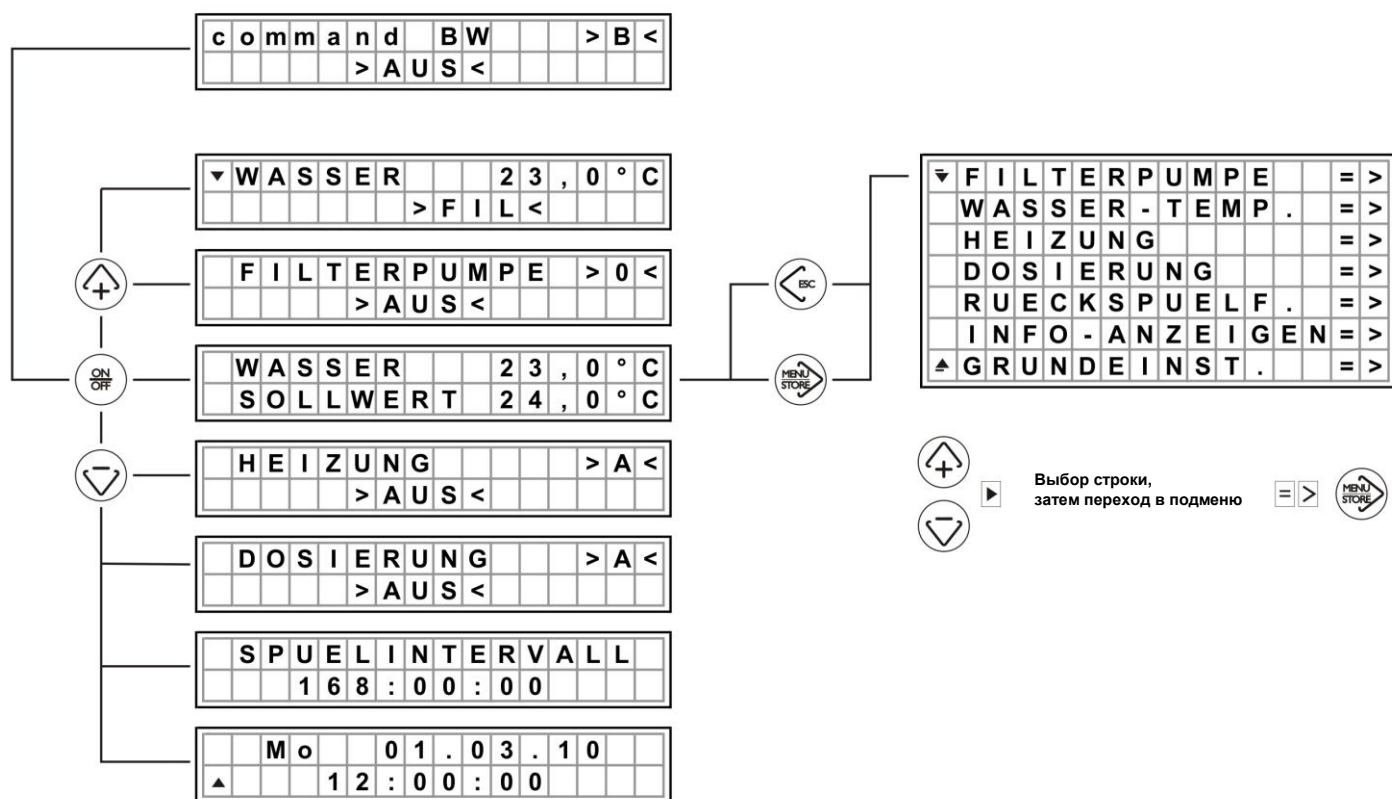 command BW >B<
>AUS<
▼WASSER 23,0°C
>FIL<
FILTERPUMPE >0<
>AUS<
WASSER 23,0°C
SOLLWERT 24,0°C
HEIZUNG >A<
>AUS<
DOSIERUNG >A<
>AUS<
SPUELINTERVALL
168:00:00
Mo 01.03.10
▲ 12:00:00
+
ON
OFF
−
ESC
MENU
STORE
FILTERPUMPE =>
WASSER-TEMP. =>
HEIZUNG =>
DOSIERUNG =>
RUECKSPUELF. =>
INFO-ANZEIGEN=>
GRUNDEINST. =>
+
−
Выбор строки,
затем переход в подменю
=>
MENU
STORE